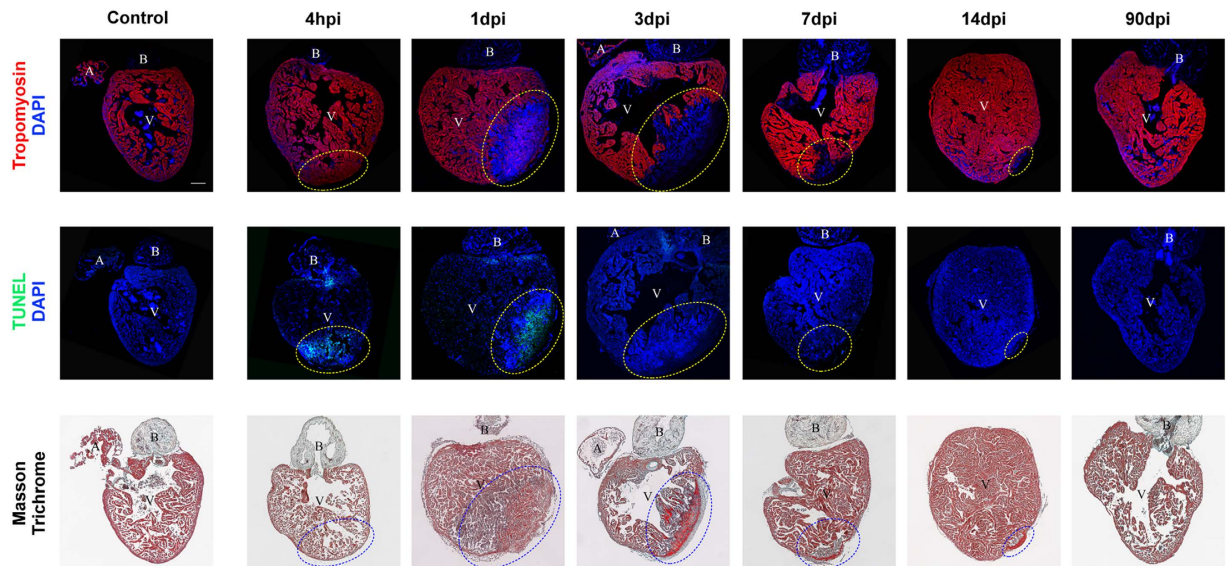 Control 4hpi 1dpi 3dpi 7dpi 14dpi 90dpi
Tropomyosin
DAPI
A B V
B V
B V
A B V
B V
V
B V
TUNEL
DAPI
A B V
B V
B V
A B V
B V
V
B V
Masson
Trichrome
A B V
B V
B V
A B V
B V
V
B V